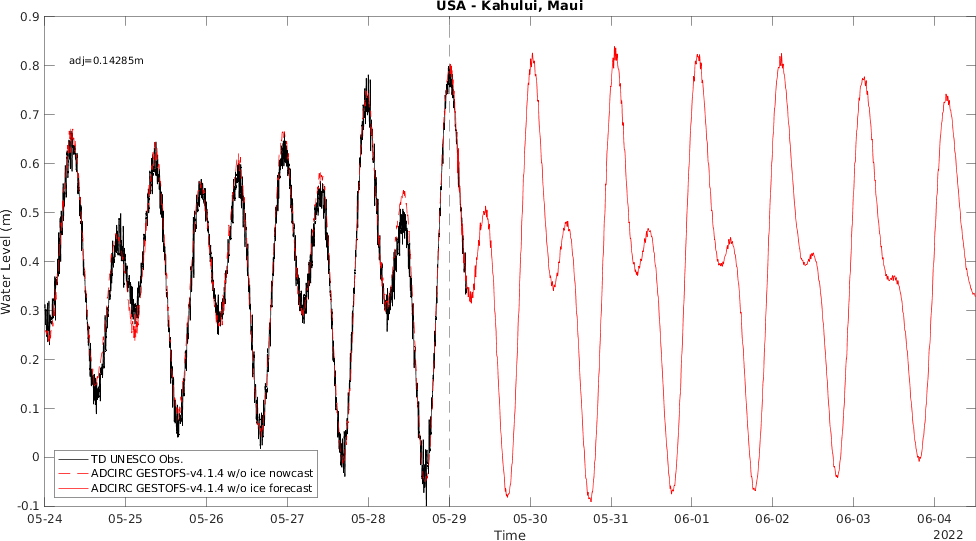 USA - Kahului, Maui
0.9
0.8
0.7
0.6
0.5
0.4
0.3
0.2
0.1
0
-0.1
Water Level (m)
adj=0.14285m
TD UNESCO Obs.
ADCIRC GESTOFS-v4.1.4 w/o ice nowcast
ADCIRC GESTOFS-v4.1.4 w/o ice forecast
05-24 05-25 05-26 05-27 05-28 05-29 05-30 05-31 06-01 06-02 06-03 06-04
Time
2022